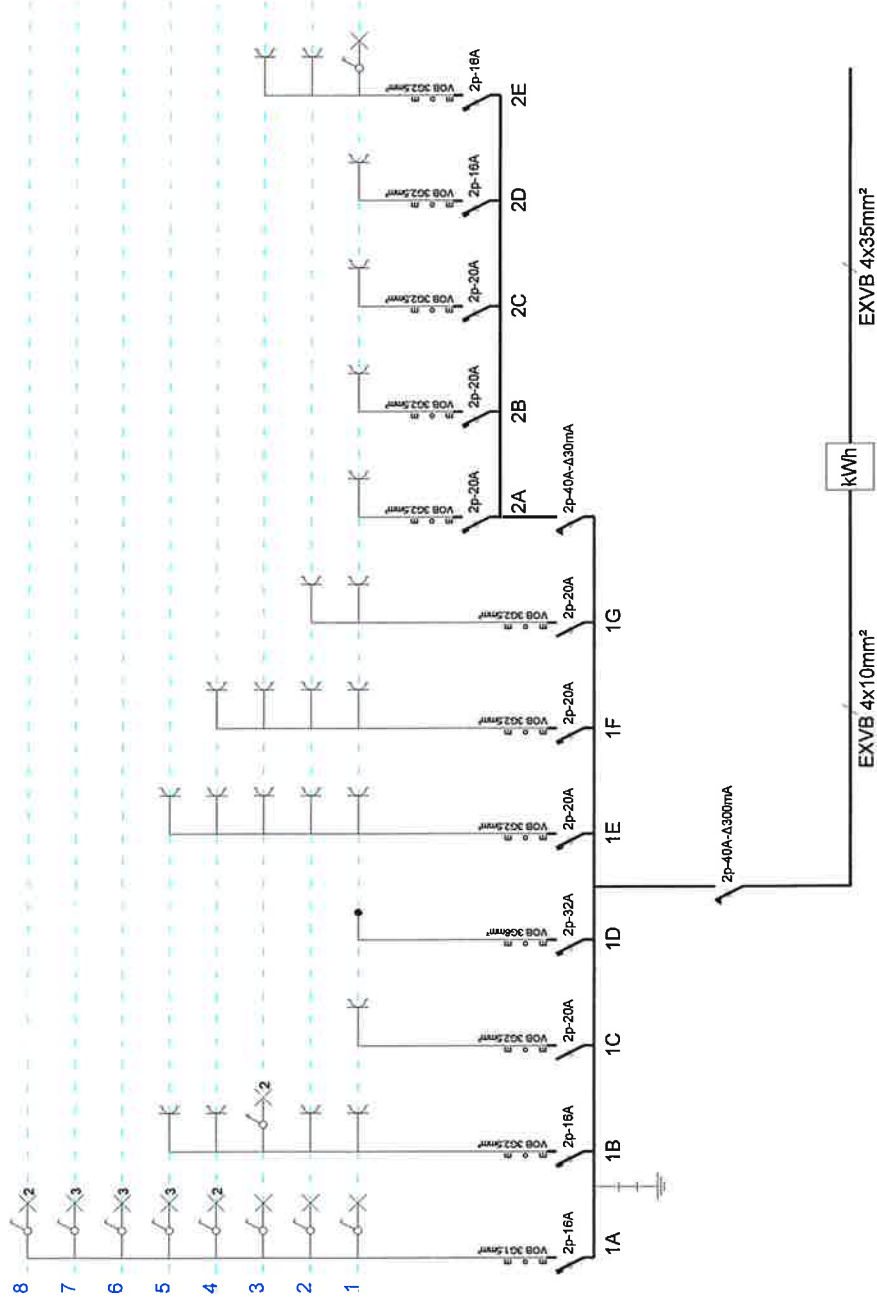 8
7
6
5
4
3
2
1
2
3
3
3
2
2
VOB 3G1.5mm²
VOB 3G2.5mm²
VOB 3G2.5mm²
VOB 3G6mm²
VOB 3G2.5mm²
VOB 3G2.5mm²
VOB 3G2.5mm²
VOB 3G2.5mm²
VOB 3G2.5mm²
VOB 3G2.5mm²
VOB 3G2.5mm²
VOB 3G2.5mm²
2p-16A
2p-16A
2p-20A
2p-32A
2p-20A
2p-20A
2p-20A
2p-20A
2p-20A
2p-20A
2p-16A
2p-16A
1A
1B
1C
1D
1E
1F
1G
2A
2B
2C
2D
2E
2p-40A-Δ30mA
2p-40A-Δ300mA
kWh
EXVB 4x10mm²
EXVB 4x35mm²